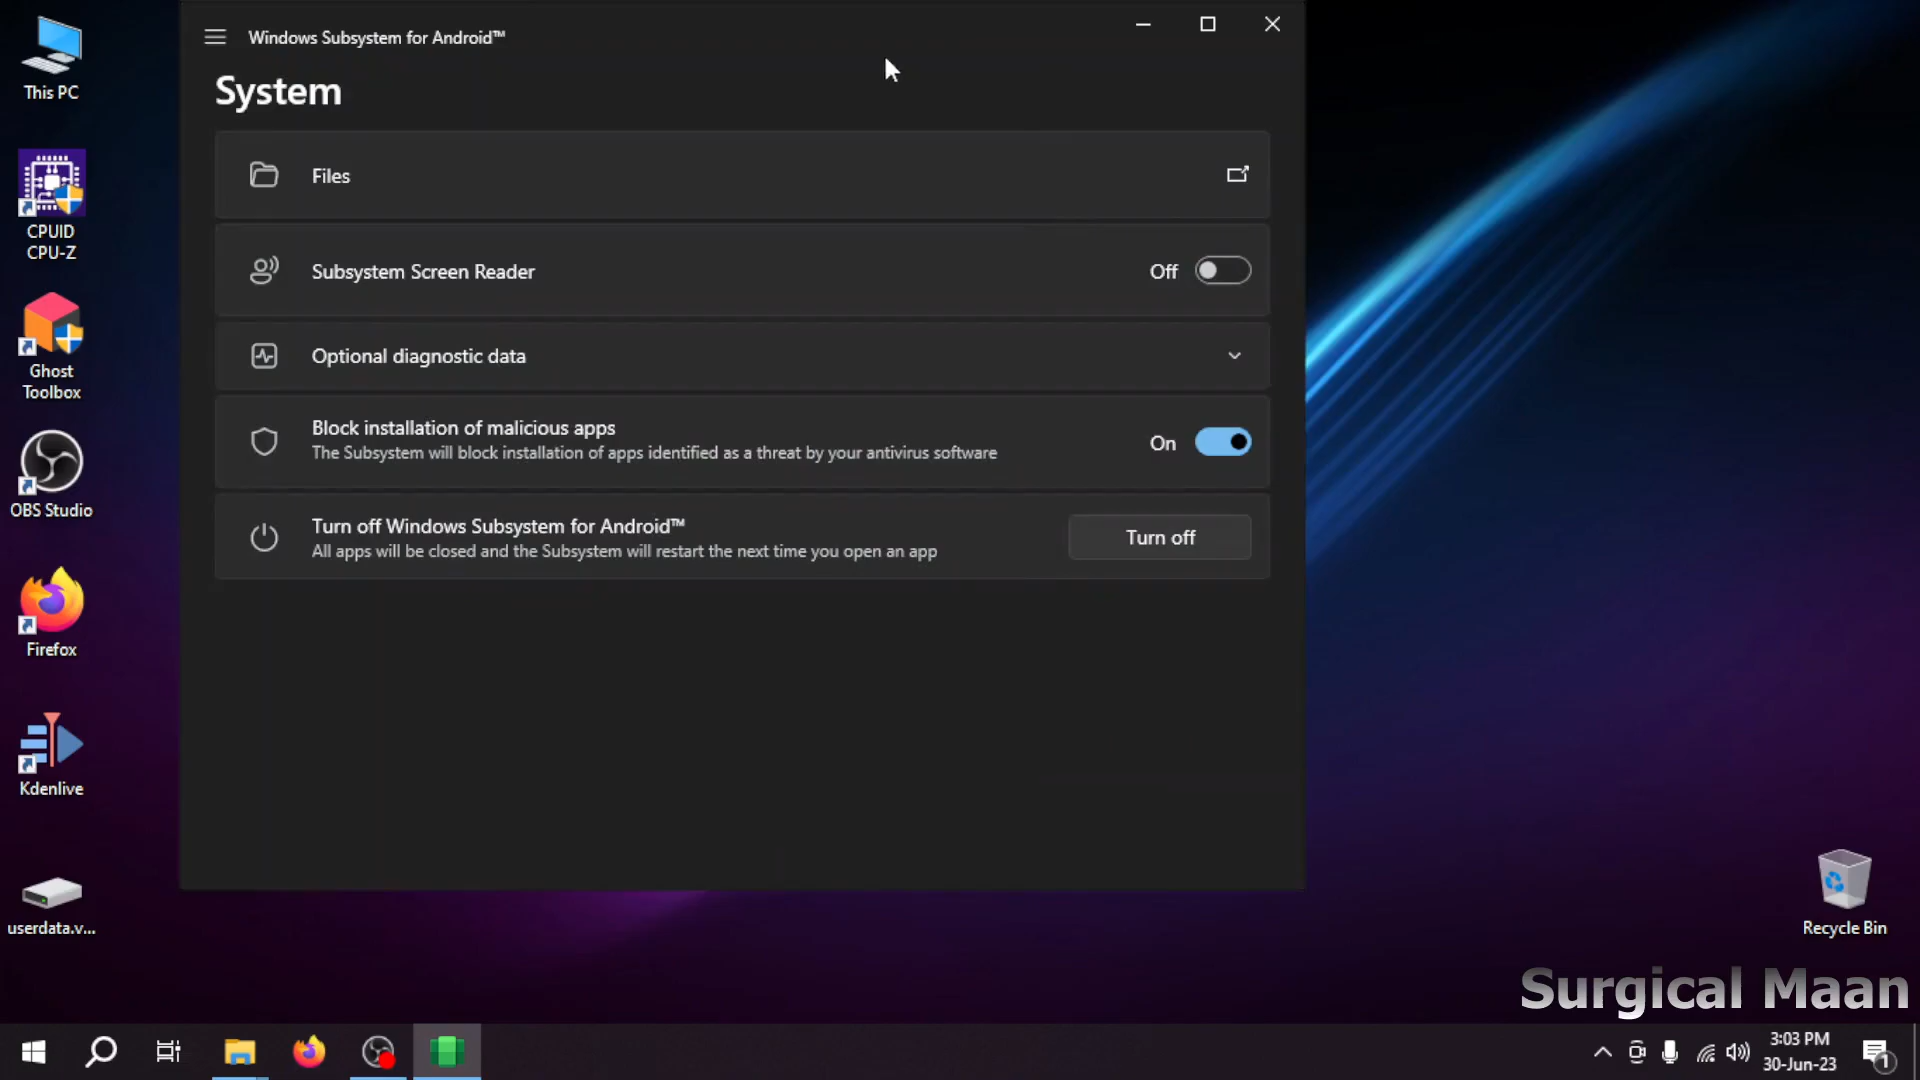 Windows Subsystem for Android™
System
Files
Subsystem Screen Reader
Off
Optional diagnostic data
Block installation of malicious apps
The Subsystem will block installation of apps identified as a threat by your antivirus software
On
Turn off Windows Subsystem for Android™
All apps will be closed and the Subsystem will restart the next time you open an app
Turn off
This PC
CPUID
CPU-Z
Ghost
Toolbox
OBS Studio
Firefox
Kdenlive
userdata.v...
Recycle Bin
Surgical Maan
3:03 PM
30-Jun-23
1